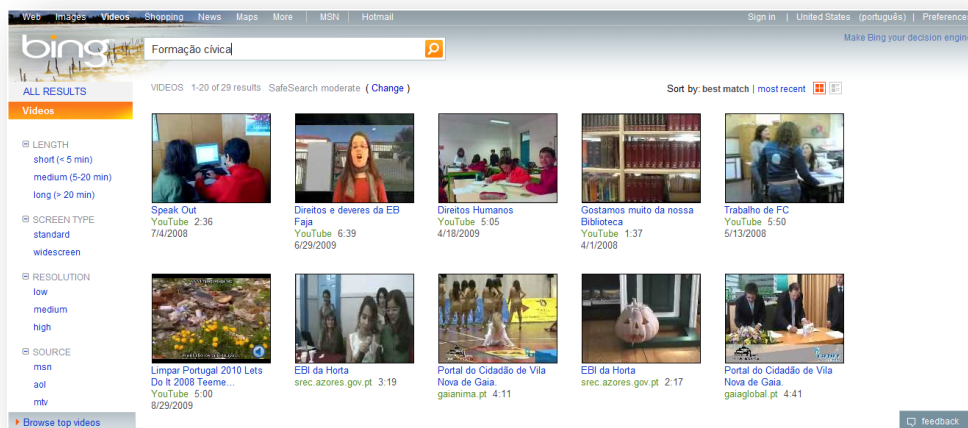 Web Images Videos Shopping News Maps More | MSN | Hotmail
Sign in | United States (português) | Preferences
bing
Formação cívica
Make Bing your decision engine
ALL RESULTS
VIDEOS 1-20 of 29 results SafeSearch moderate ( Change )
Sort by: best match | most recent
Videos
LENGTH
short (< 5 min)
medium (5-20 min)
long (> 20 min)
SCREEN TYPE
standard
widescreen
RESOLUTION
low
medium
high
SOURCE
msn
aol
mtv
Browse top videos
Speak Out
YouTube 2:36
7/4/2008
Direitos e deveres da EB
Faja
YouTube 6:39
6/29/2009
Direitos Humanos
YouTube 5:05
4/18/2009
Gostamos muito da nossa
Biblioteca
YouTube 1:37
4/1/2008
Trabalho de FC
YouTube 5:50
5/13/2008
Limpar Portugal 2010 Lets
Do It 2008 Teeme...
YouTube 5:00
8/29/2009
EBI da Horta
srec.azores.gov.pt 3:19
Portal do Cidadão de Vila
Nova de Gaia.
gaianima.pt 4:11
EBI da Horta
srec.azores.gov.pt 2:17
Portal do Cidadão de Vila
Nova de Gaia.
gaiaglobal.pt 4:41
feedback